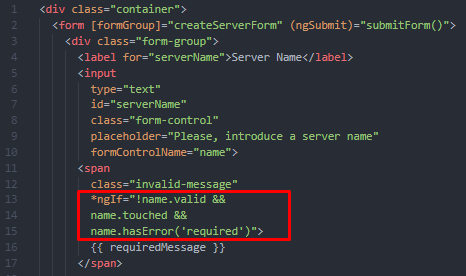 1 <div class="container">
2 <form [formGroup]="createServerForm" (ngSubmit)="submitForm()">
3 <div class="form-group">
4 <label for="serverName">Server Name</label>
5 <input
6 type="text"
7 id="serverName"
8 class="form-control"
9 placeholder="Please, introduce a server name"
10 formControlName="name">
11 <span
12 class="invalid-message"
13 *ngIf="!name.valid &&
14 name.touched &&
15 name.hasError('required')">
16 {{ requiredMessage }}
17 </span>